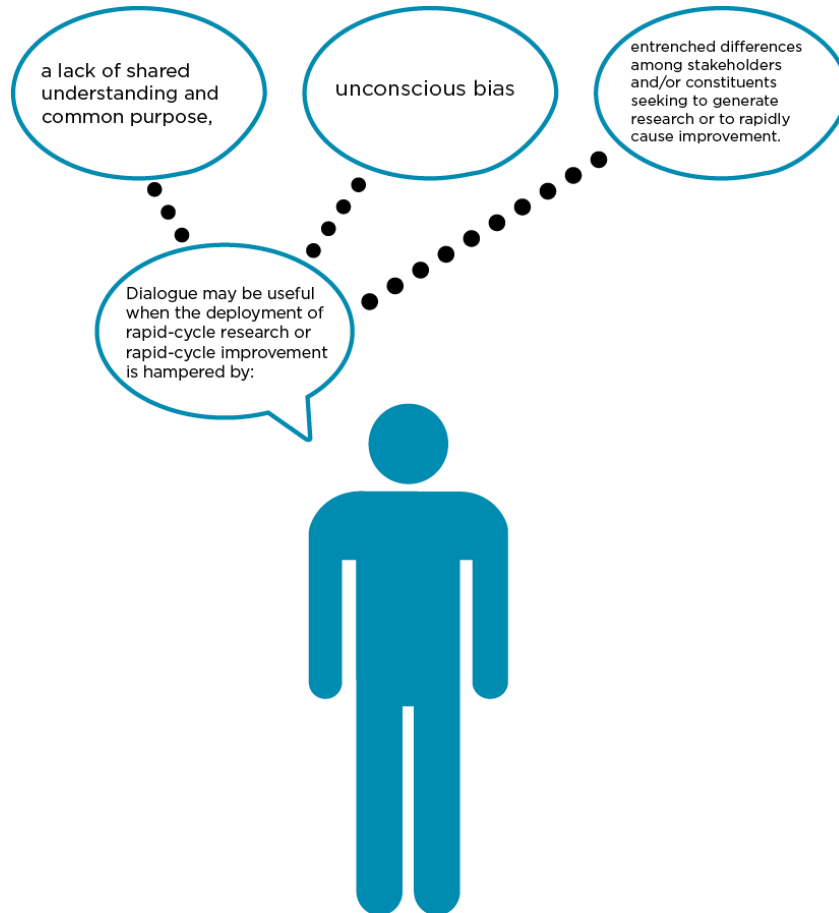 a lack of shared
understanding and
common purpose,
unconscious bias
entrenched differences
among stakeholders
and/or constituents
seeking to generate
research or to rapidly
cause improvement.
Dialogue may be useful
when the deployment of
rapid-cycle research or
rapid-cycle improvement
is hampered by: